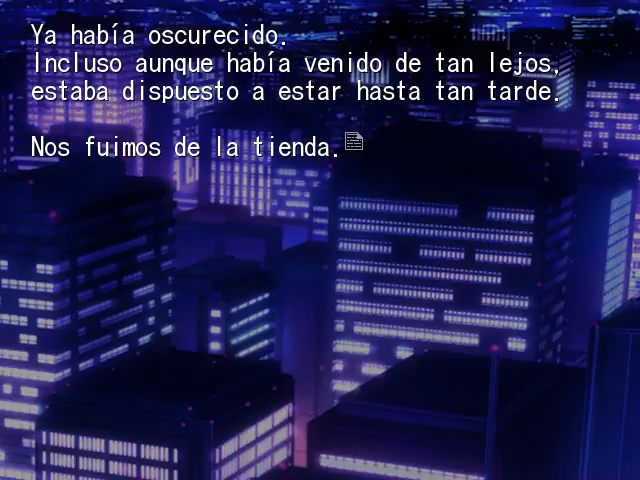 Ya había oscurecido.
Incluso aunque había venido de tan lejos,
estaba dispuesto a estar hasta tan tarde.
Nos fuimos de la tienda.